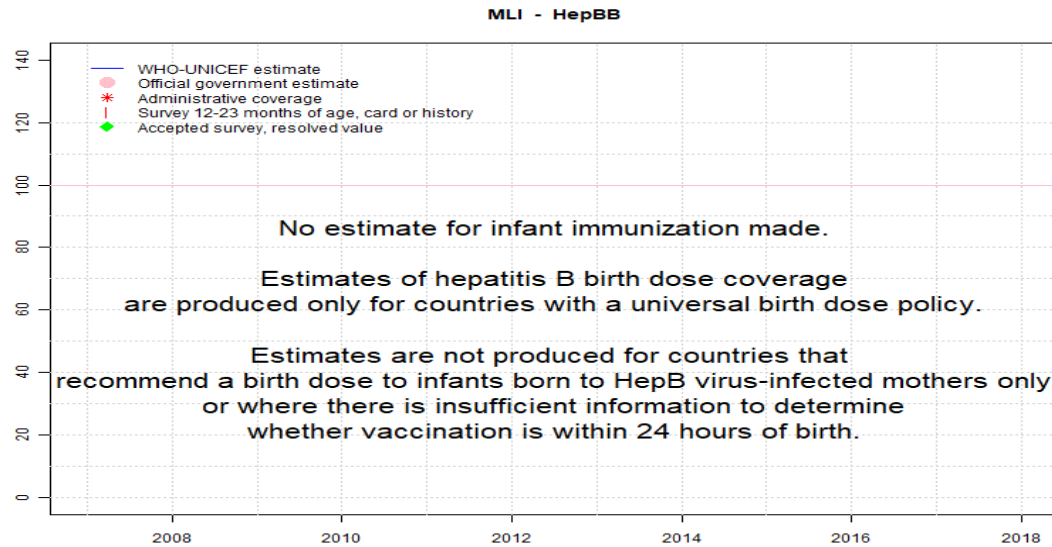 MLI - HepBB
140
120
100
80
60
40
20
0
WHO-UNICEF estimate
Official government estimate
Administrative coverage
Survey 12-23 months of age, card or history
Accepted survey, resolved value
No estimate for infant immunization made.
Estimates of hepatitis B birth dose coverage
are produced only for countries with a universal birth dose policy.
Estimates are not produced for countries that
recommend a birth dose to infants born to HepB virus-infected mothers only
or where there is insufficient information to determine
whether vaccination is within 24 hours of birth.
2008 2010 2012 2014 2016 2018